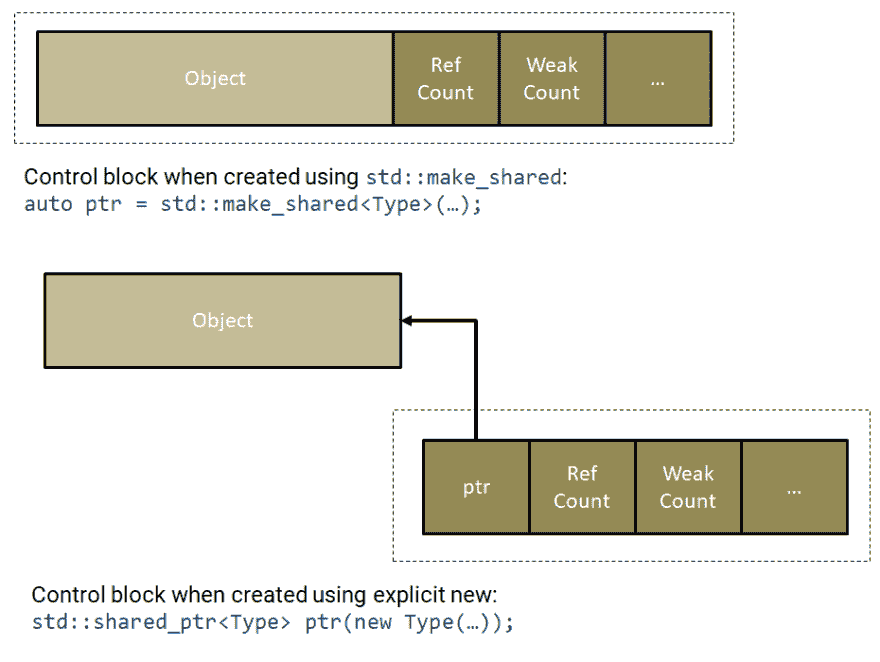 Object
Ref
Count
Weak
Count
…
Control block when created using std::make_shared:
auto ptr = std::make_shared<Type>(…);
Object
ptr
Ref
Count
Weak
Count
…
Control block when created using explicit new:
std::shared_ptr<Type> ptr(new Type(…));